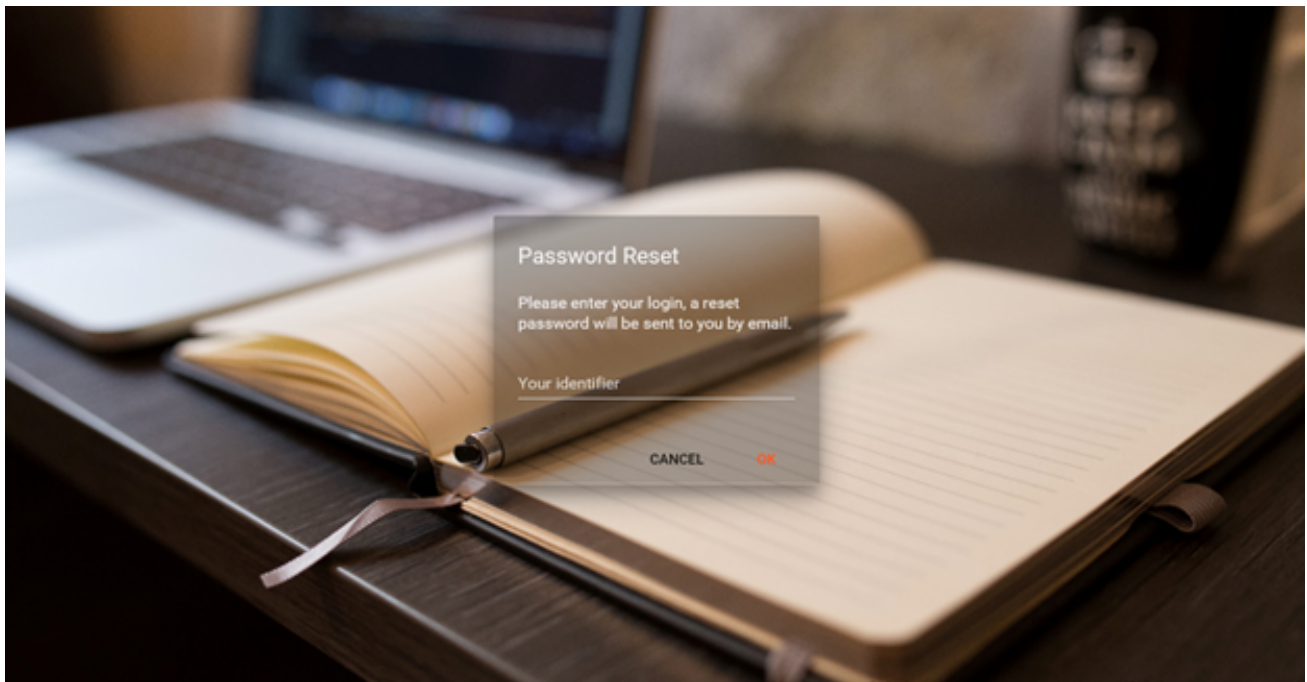 Password Reset
Please enter your login, a reset
password will be sent to you by email.
Your identifier
CANCEL OK